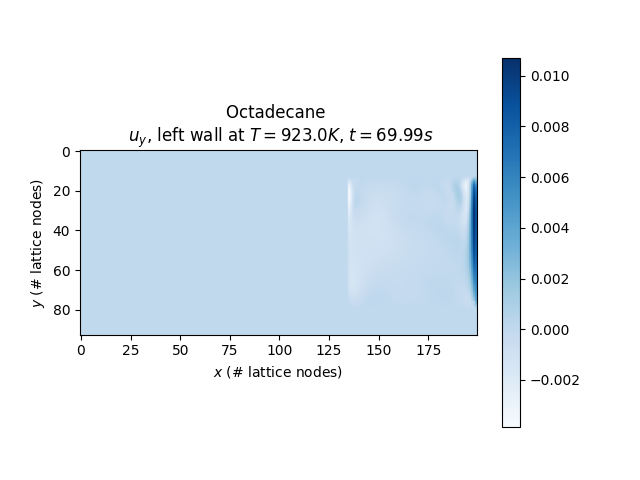 Octadecane
u_y, left wall at T = 923.0K, t = 69.99s
0
20
40
60
80
y (# lattice nodes)
0 25 50 75 100 125 150 175
x (# lattice nodes)
0.010
0.008
0.006
0.004
0.002
0.000
−0.002